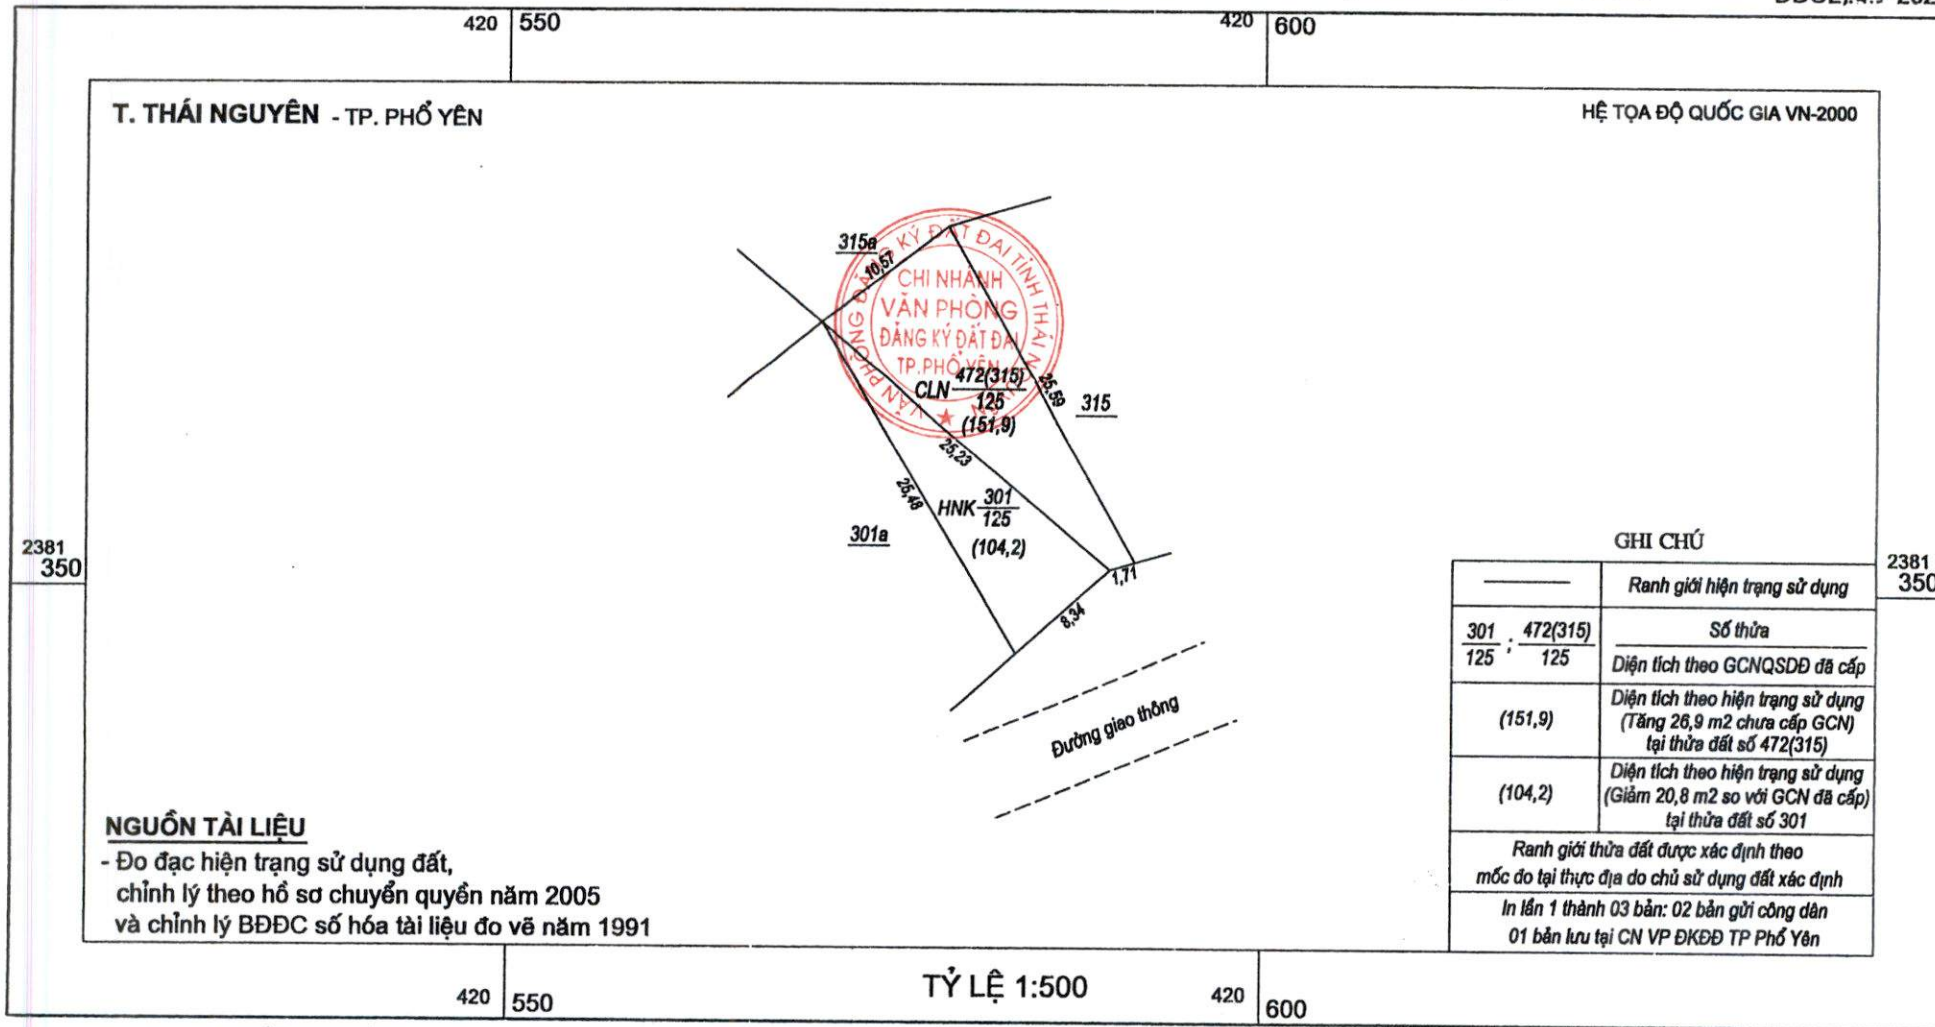 420 550
420 600
T. THÁI NGUYÊN - TP. PHỔ YÊN
HỆ TỌA ĐỘ QUỐC GIA VN-2000
315a
10,57
VĂN PHÒNG ĐĂNG KÝ ĐẤT ĐAI TỈNH THÁI
CHI NHÁNH
VĂN PHÒNG
ĐĂNG KÝ ĐẤT ĐAI
TP.PHỔ YÊN
CLN 472(315)
125
(151,9)
25,59
315
25,23
25,48
HNK 301
125
(104,2)
301a
1,71
8,34
Đường giao thông
2381
350
2381
350
GHI CHÚ
Ranh giới hiện trạng sử dụng
301 ; 472(315)
125 125
Số thửa
Diện tích theo GCNQSDĐ đã cấp
(151,9)
Diện tích theo hiện trạng sử dụng
(Tăng 26,9 m2 chưa cấp GCN)
tại thửa đất số 472(315)
(104,2)
Diện tích theo hiện trạng sử dụng
(Giảm 20,8 m2 so với GCN đã cấp)
tại thửa đất số 301
Ranh giới thửa đất được xác định theo
mốc đo tại thực địa do chủ sử dụng đất xác định
In lần 1 thành 03 bản: 02 bản gửi công dân
01 bản lưu tại CN VP ĐKĐĐ TP Phổ Yên
NGUỒN TÀI LIỆU
- Đo đạc hiện trạng sử dụng đất,
chỉnh lý theo hồ sơ chuyển quyền năm 2005
và chỉnh lý BĐĐC số hóa tài liệu đo vẽ năm 1991
420 550
TỶ LỆ 1:500
420 600